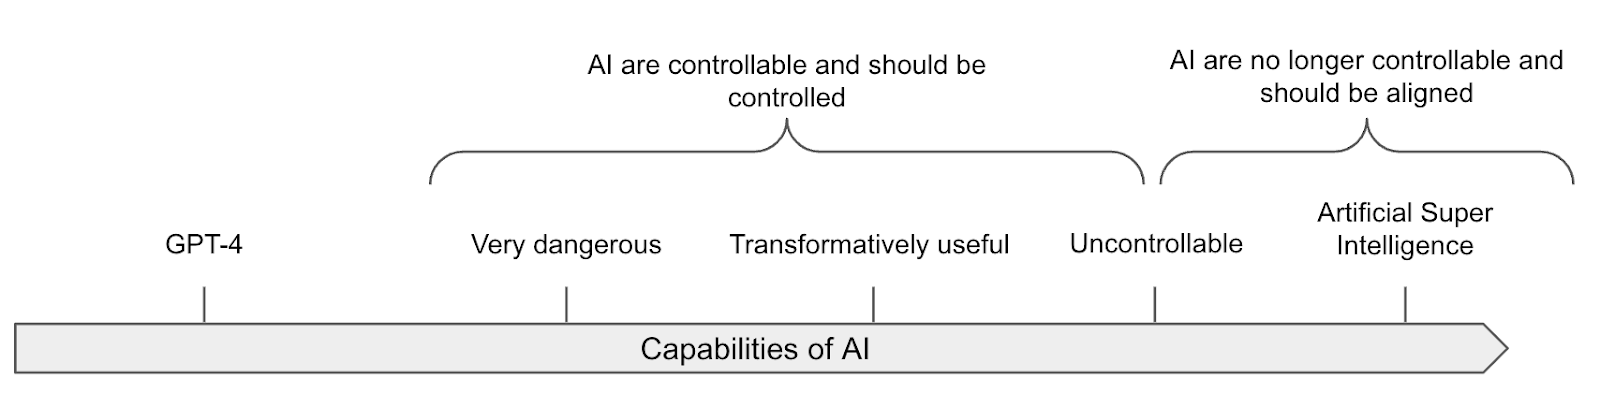 AI are controllable and should be
controlled
AI are no longer controllable and
should be aligned
GPT-4
Very dangerous
Transformatively useful
Uncontrollable
Artificial Super
Intelligence
Capabilities of AI